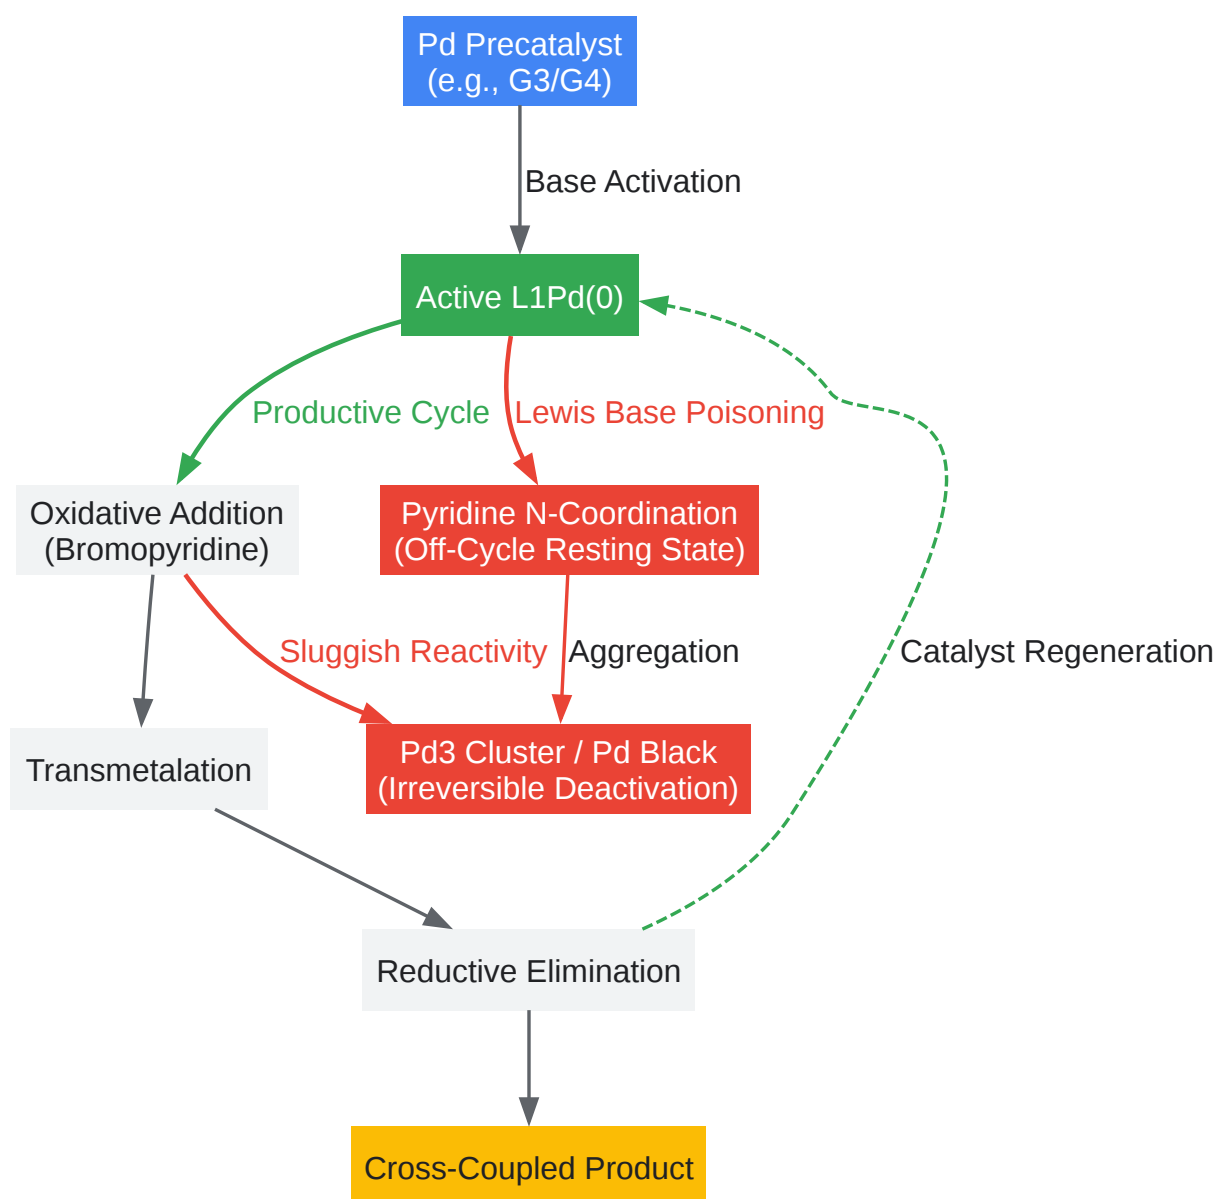 Pd Precatalyst
(e.g., G3/G4)
Base Activation
Active L1Pd(0)
Productive Cycle
Lewis Base Poisoning
Oxidative Addition
(Bromopyridine)
Pyridine N-Coordination
(Off-Cycle Resting State)
Sluggish Reactivity
Aggregation
Catalyst Regeneration
Transmetalation
Pd3 Cluster / Pd Black
(Irreversible Deactivation)
Reductive Elimination
Cross-Coupled Product